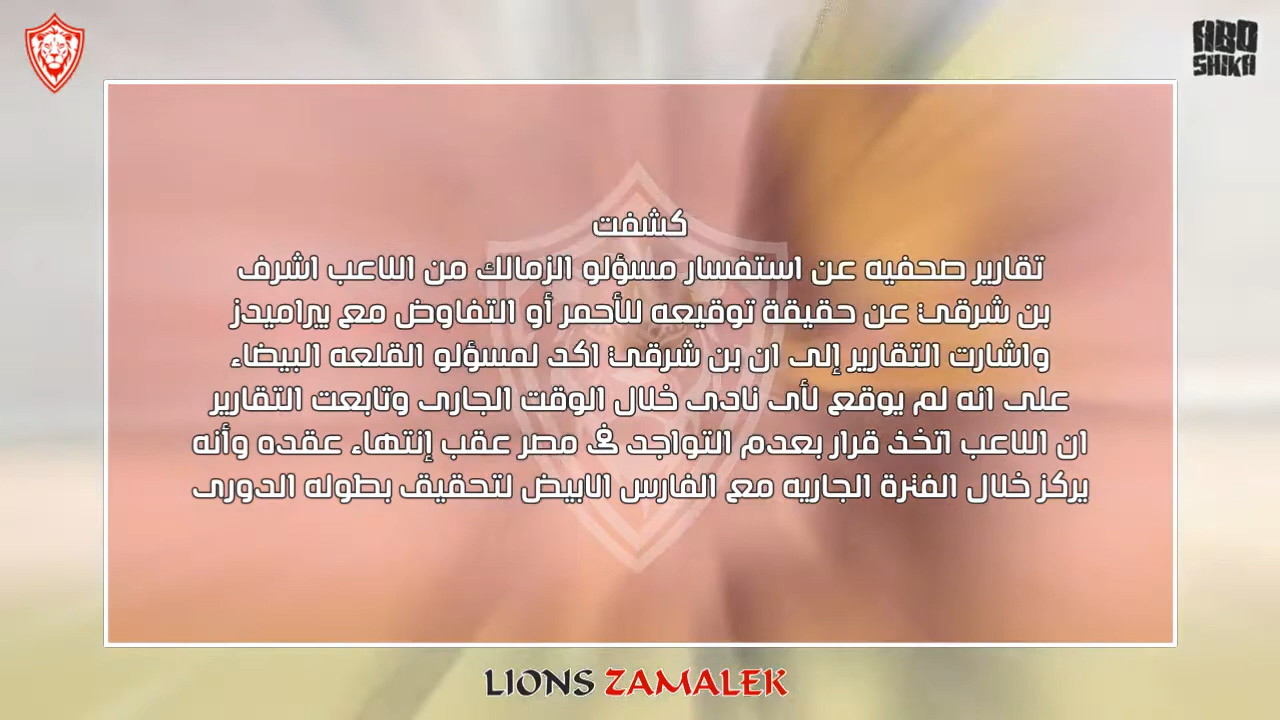 ABO
SHIKA
كشفت
تقارير صحفيه عن استفسار مسؤلو الزمالك من اللاعب اشرف
بن شرقي عن حقيقة توقيعه للأحمر أو التفاوض مع بيراميدز
واشارت التقارير إلى ان بن شرقي اكد لمسؤلو القلعه البيضاء
على انه لم يوقع لأى نادى خلال الوقت الجارى وتابعت التقارير
ان اللاعب اتخذ قرار بعدم التواجد في مصر عقب إنتهاء عقده وأنه
يركز خلال الفترة الجاريه مع الفارس الابيض لتحقيق بطوله الدورى
LIONS ZAMALEK